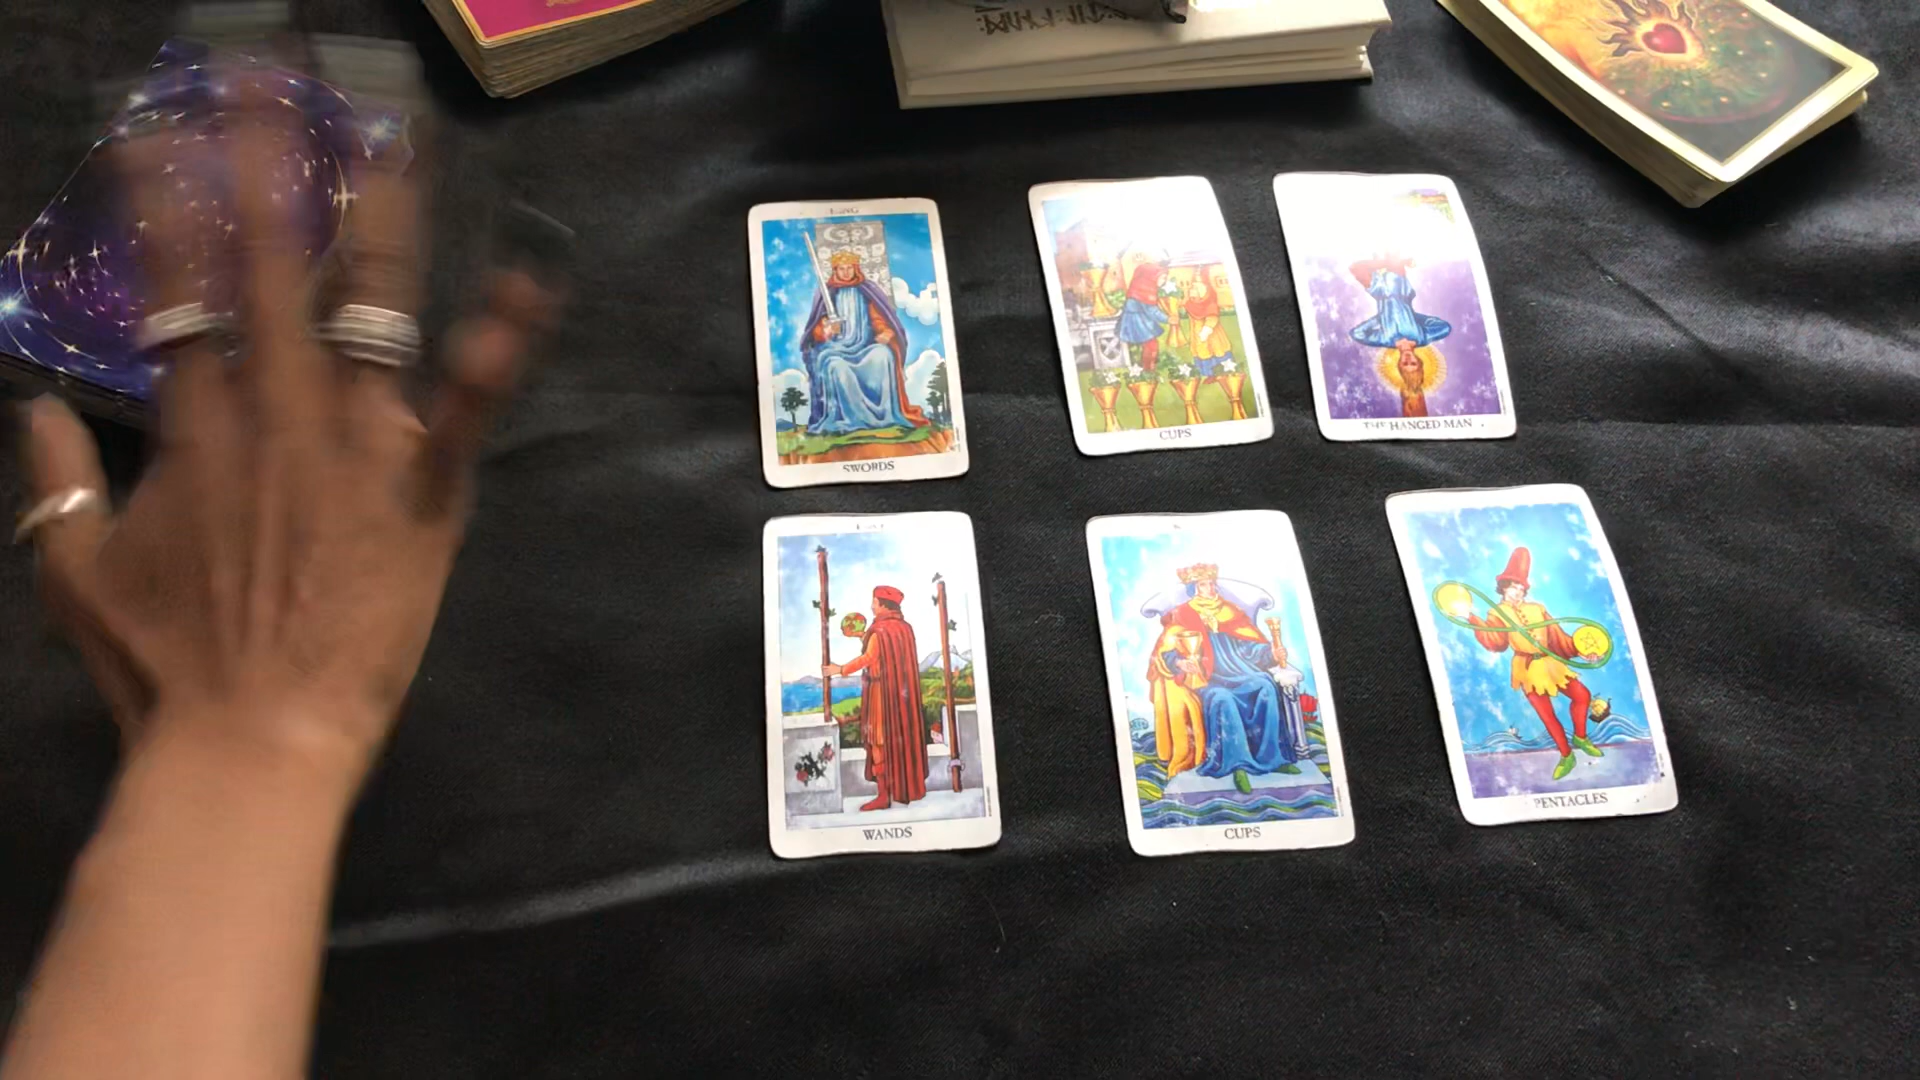 KING
SWORDS
CUPS
THE HANGED MAN
WANDS
CUPS
PENTACLES